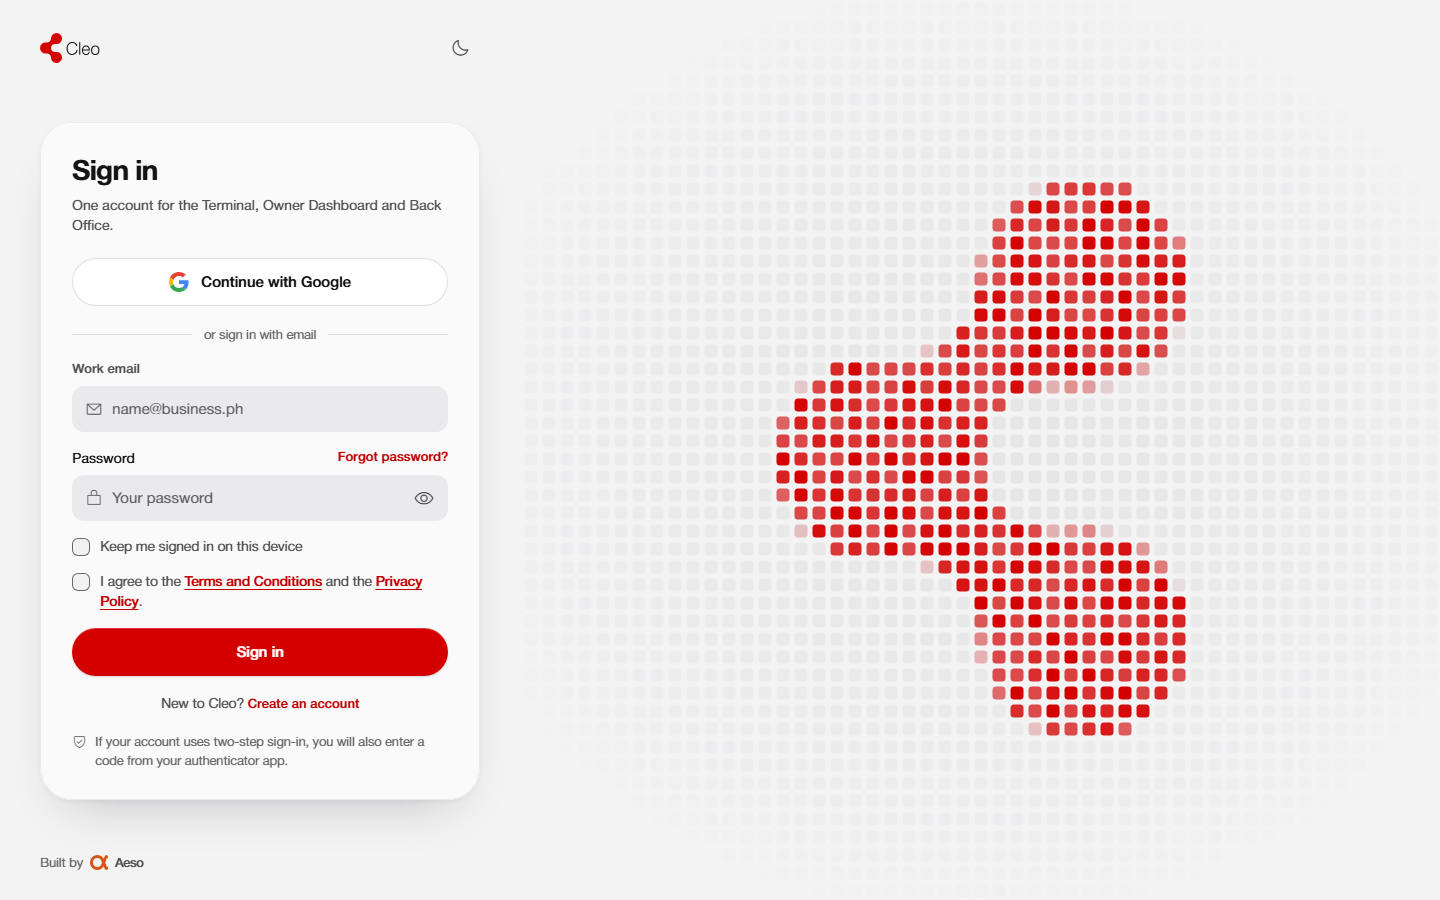 Cleo
Sign in
One account for the Terminal, Owner Dashboard and Back
Office.
Continue with Google
or sign in with email
Work email
name@business.ph
Password
Forgot password?
Your password
Keep me signed in on this device
I agree to the Terms and Conditions and the Privacy
Policy.
Sign in
New to Cleo? Create an account
If your account uses two-step sign-in, you will also enter a
code from your authenticator app.
Built by Aeso